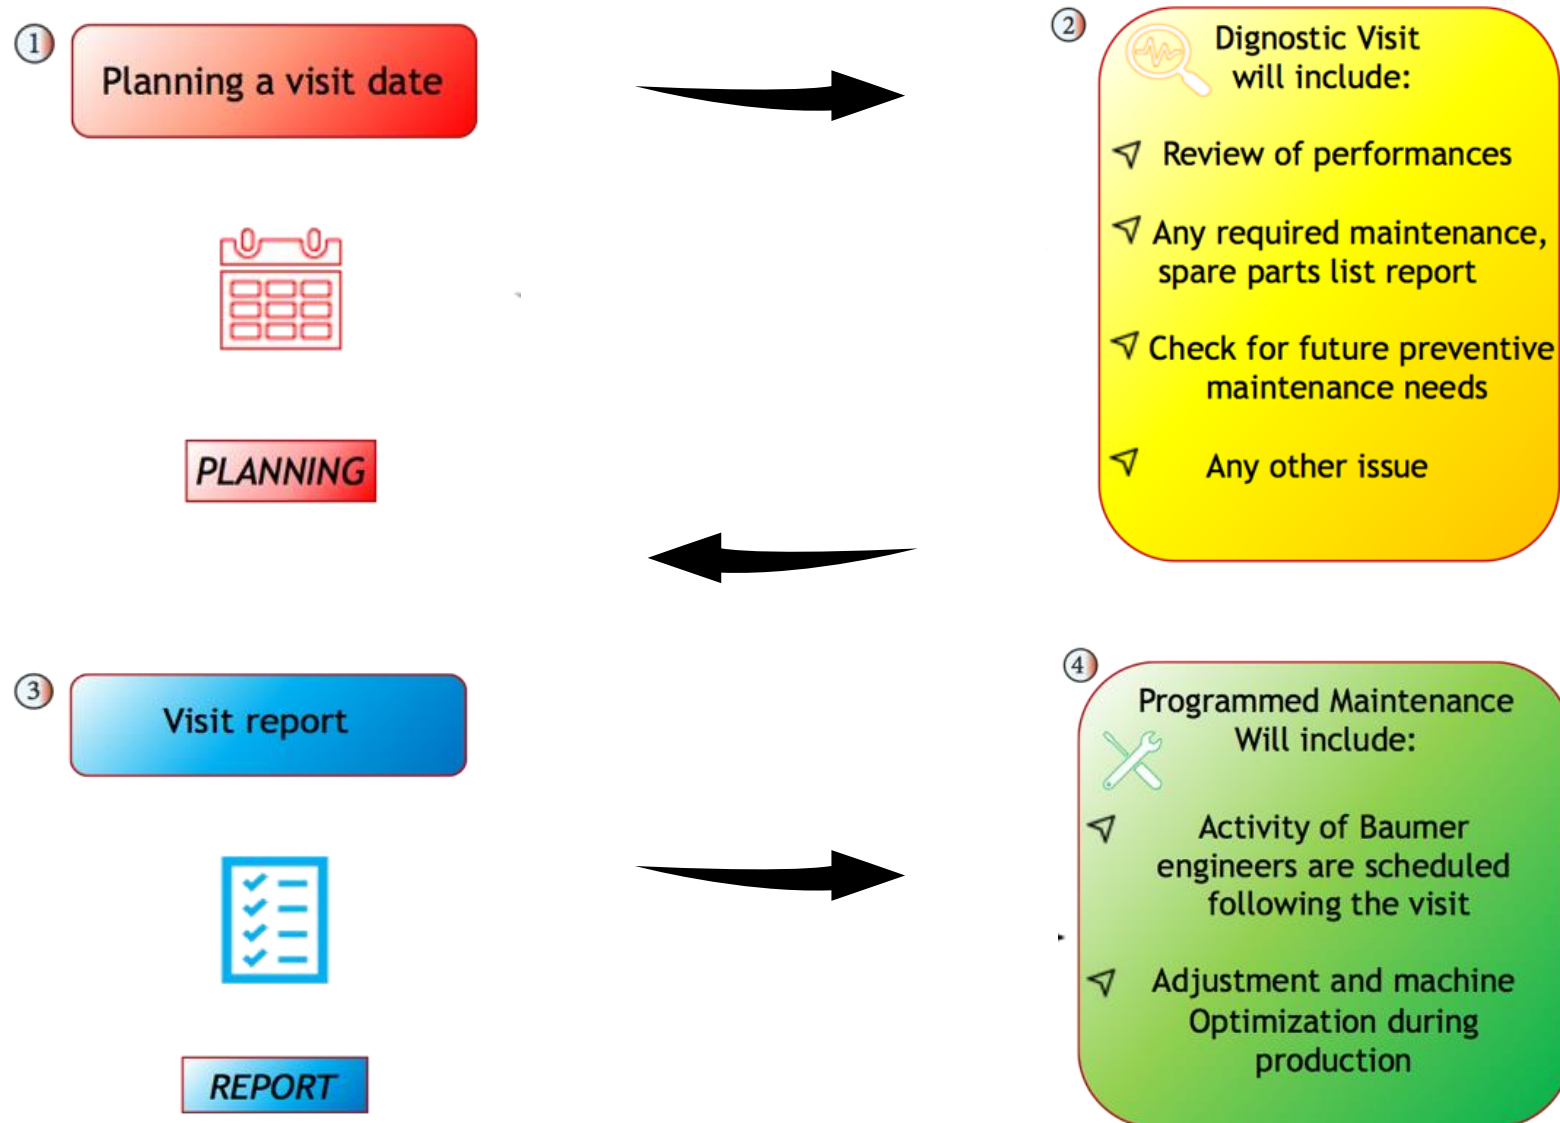 1
Planning a visit date
PLANNING
2
Dignostic Visit
will include:
Review of performances
Any required maintenance,
spare parts list report
Check for future preventive
maintenance needs
Any other issue
3
Visit report
REPORT
4
Programmed Maintenance
Will include:
Activity of Baumer
engineers are scheduled
following the visit
Adjustment and machine
Optimization during
production